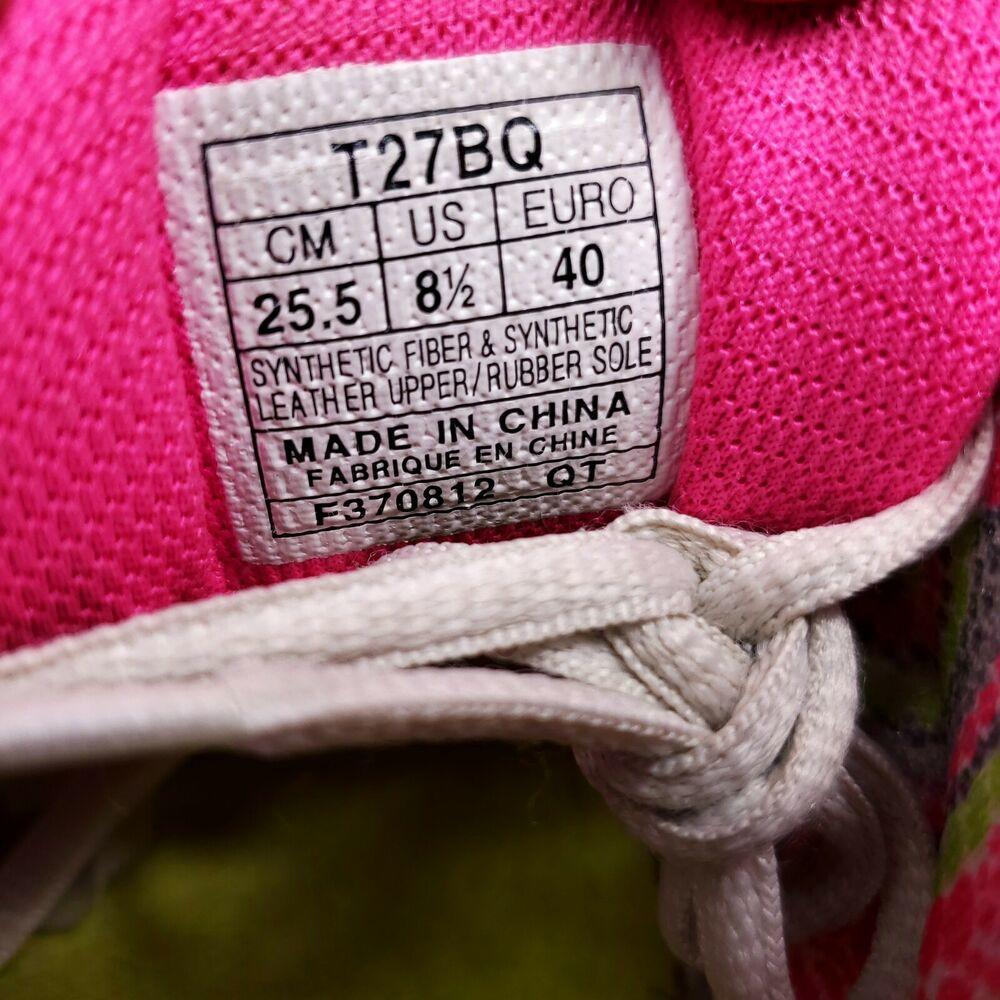 T27BQ
CM US EURO
25.5 8½ 40
SYNTHETIC FIBER & SYNTHETIC
LEATHER UPPER/RUBBER SOLE
MADE IN CHINA
FABRIQUE EN CHINE
F370812 QT